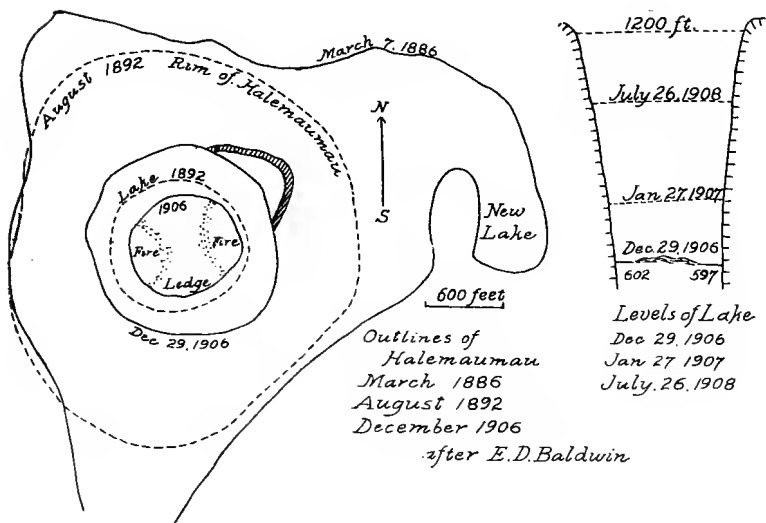 March 7, 1886
August 1892 Rim of Halemaumau
N
S
Lake 1892
1906
Fire
Fire
Ledge
Dec 29, 1906
New
Lake
600 feet
Outlines of
Halemaumau
March 1886
August 1892
December 1906
after E.D. Baldwin
1200 ft.
July 26, 1908
Jan 27, 1907
Dec. 29, 1906
602 597
Levels of Lake
Dec 29, 1906
Jan 27 1907
July. 26, 1908